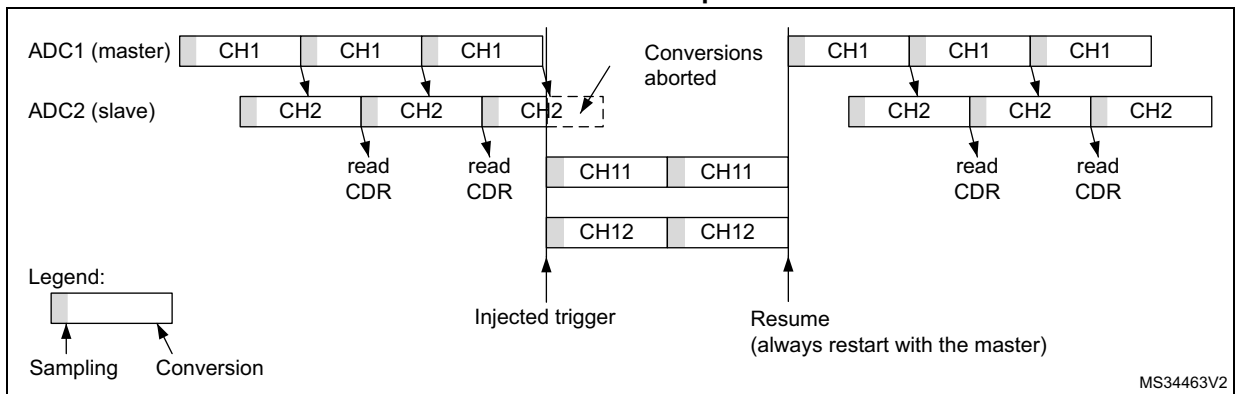 ADC1 (master) CH1 CH1 CH1 Conversions aborted CH1 CH1 CH1
ADC2 (slave) CH2 CH2 CH2 CH2 CH2 CH2
read CDR read CDR read CDR read CDR
CH11 CH11
CH12 CH12
Legend:
Sampling Conversion
Injected trigger
Resume
(always restart with the master)
MS34463V2